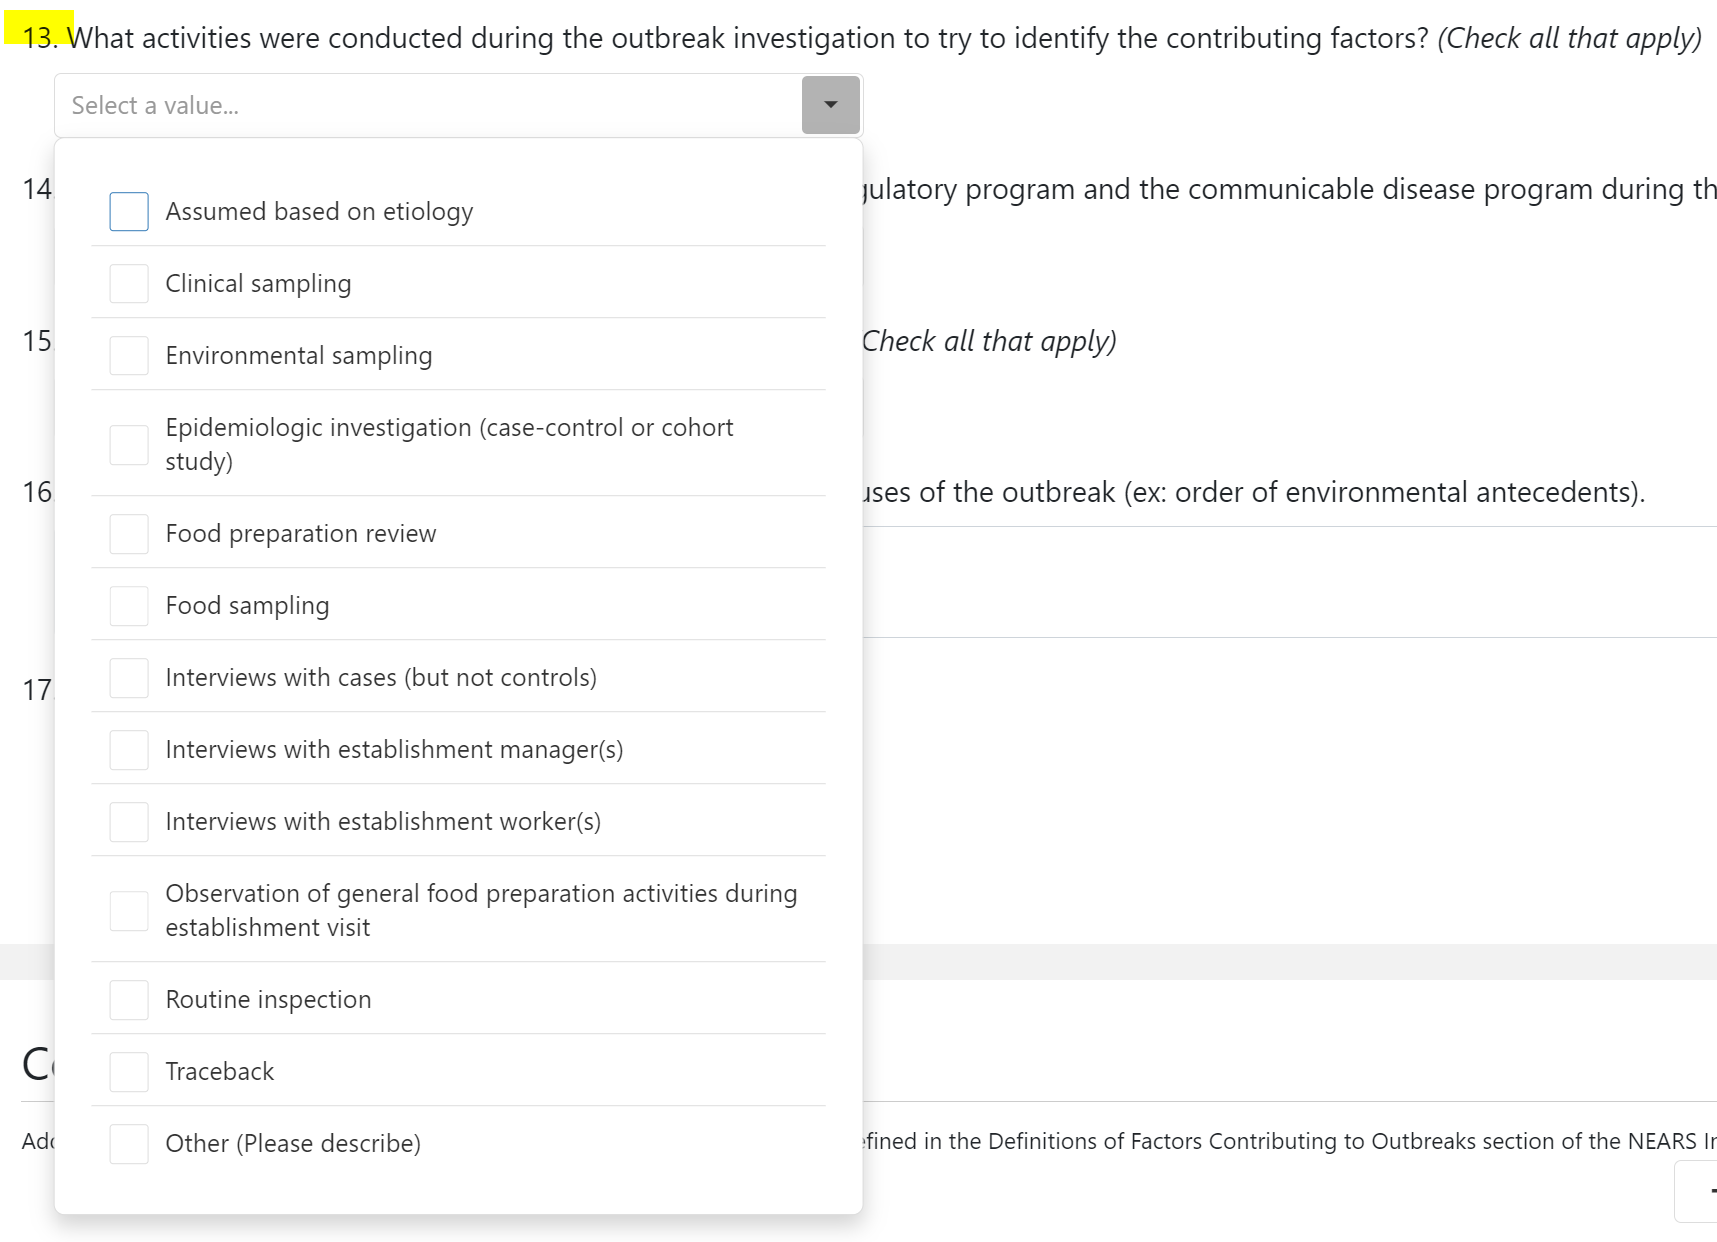 13. What activities were conducted during the outbreak investigation to try to identify the contributing factors? (Check all that apply)
Select a value...
14. gulatory program and the communicable disease program during th
Assumed based on etiology
Clinical sampling
15. Check all that apply)
Environmental sampling
Epidemiologic investigation (case-control or cohort
study)
16. uses of the outbreak (ex: order of environmental antecedents).
Food preparation review
Food sampling
Interviews with cases (but not controls)
17.
Interviews with establishment manager(s)
Interviews with establishment worker(s)
Observation of general food preparation activities during
establishment visit
Routine inspection
Traceback
Other (Please describe)
efined in the Definitions of Factors Contributing to Outbreaks section of the NEARS In